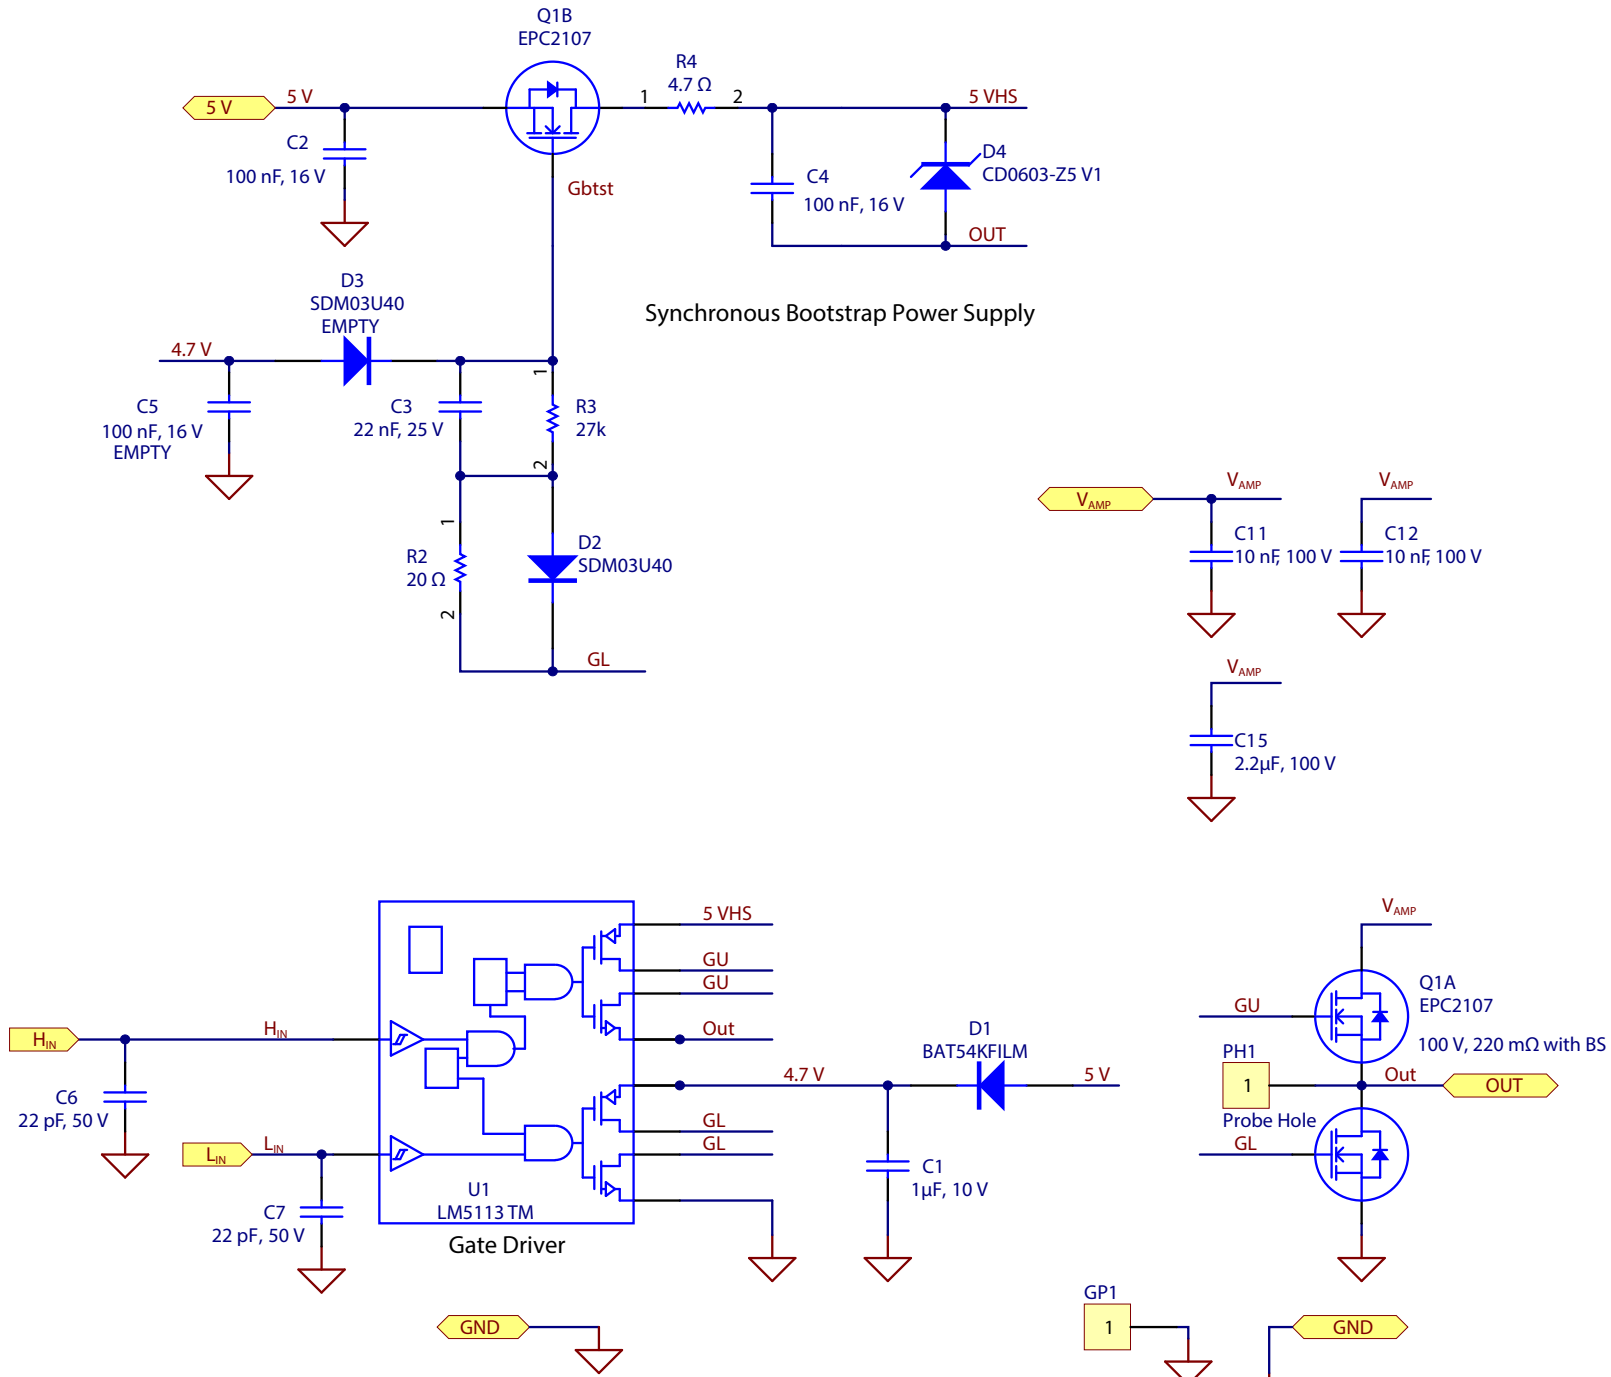 Q1B
EPC2107
R4
4.7 Ω
5 V
5 V
1
2
5 VHS
C2
100 nF, 16 V
Gbtst
C4
100 nF, 16 V
D4
CD0603-Z5 V1
OUT
D3
SDM03U40
EMPTY
Synchronous Bootstrap Power Supply
4.7 V
C5
100 nF, 16 V
EMPTY
C3
22 nF, 25 V
1
R3
27k
2
1
R2
20 Ω
2
D2
SDM03U40
GL
VAMP
VAMP
VAMP
C11
10 nF, 100 V
C12
10 nF, 100 V
VAMP
C15
2.2µF, 100 V
5 VHS
GU
GU
Out
4.7 V
GL
GL
HIN
HIN
C6
22 pF, 50 V
LIN
LIN
C7
22 pF, 50 V
U1
LM5113 TM
Gate Driver
D1
BAT54KFILM
5 V
C1
1µF, 10 V
VAMP
Q1A
EPC2107
100 V, 220 mΩ with BS
GU
PH1
1
Probe Hole
Out
OUT
GL
GND
GP1
1
GND